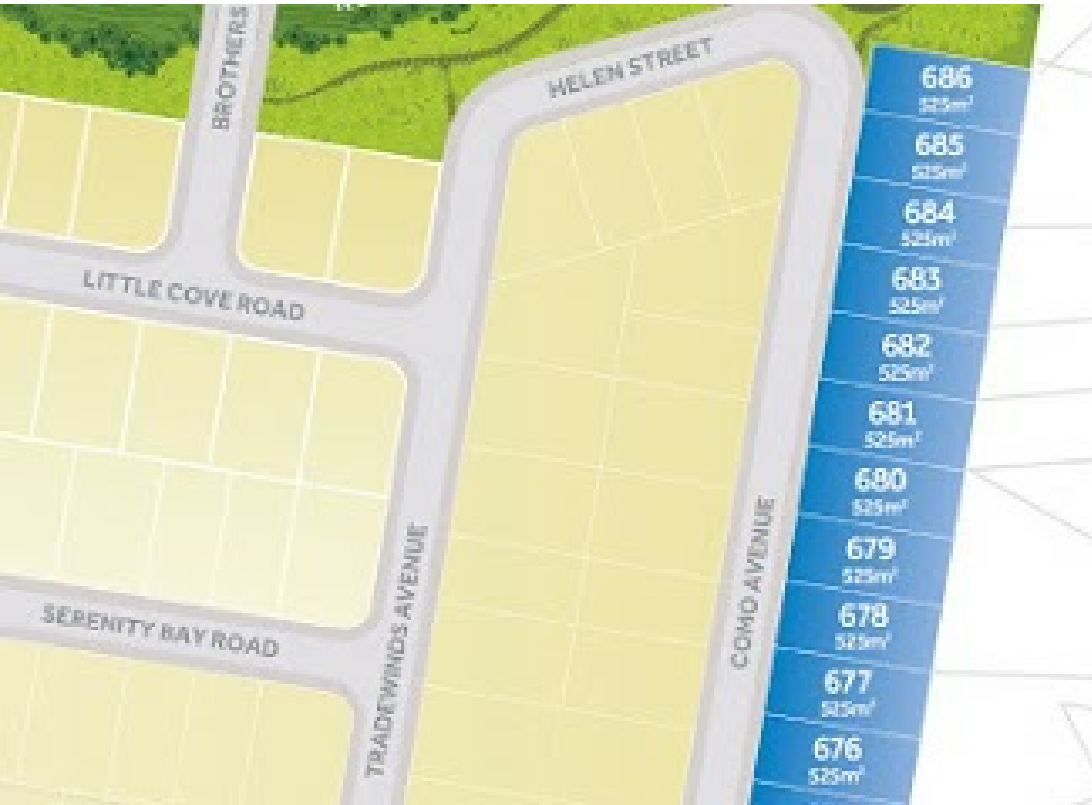 BROTHERS
HELEN STREET
686
525m²
685
525m²
684
525m²
LITTLE COVE ROAD
683
525m²
682
525m²
681
525m²
680
525m²
COMO AVENUE
679
525m²
TRADEWINDS AVENUE
678
525m²
SERENITY BAY ROAD
677
525m²
676
525m²